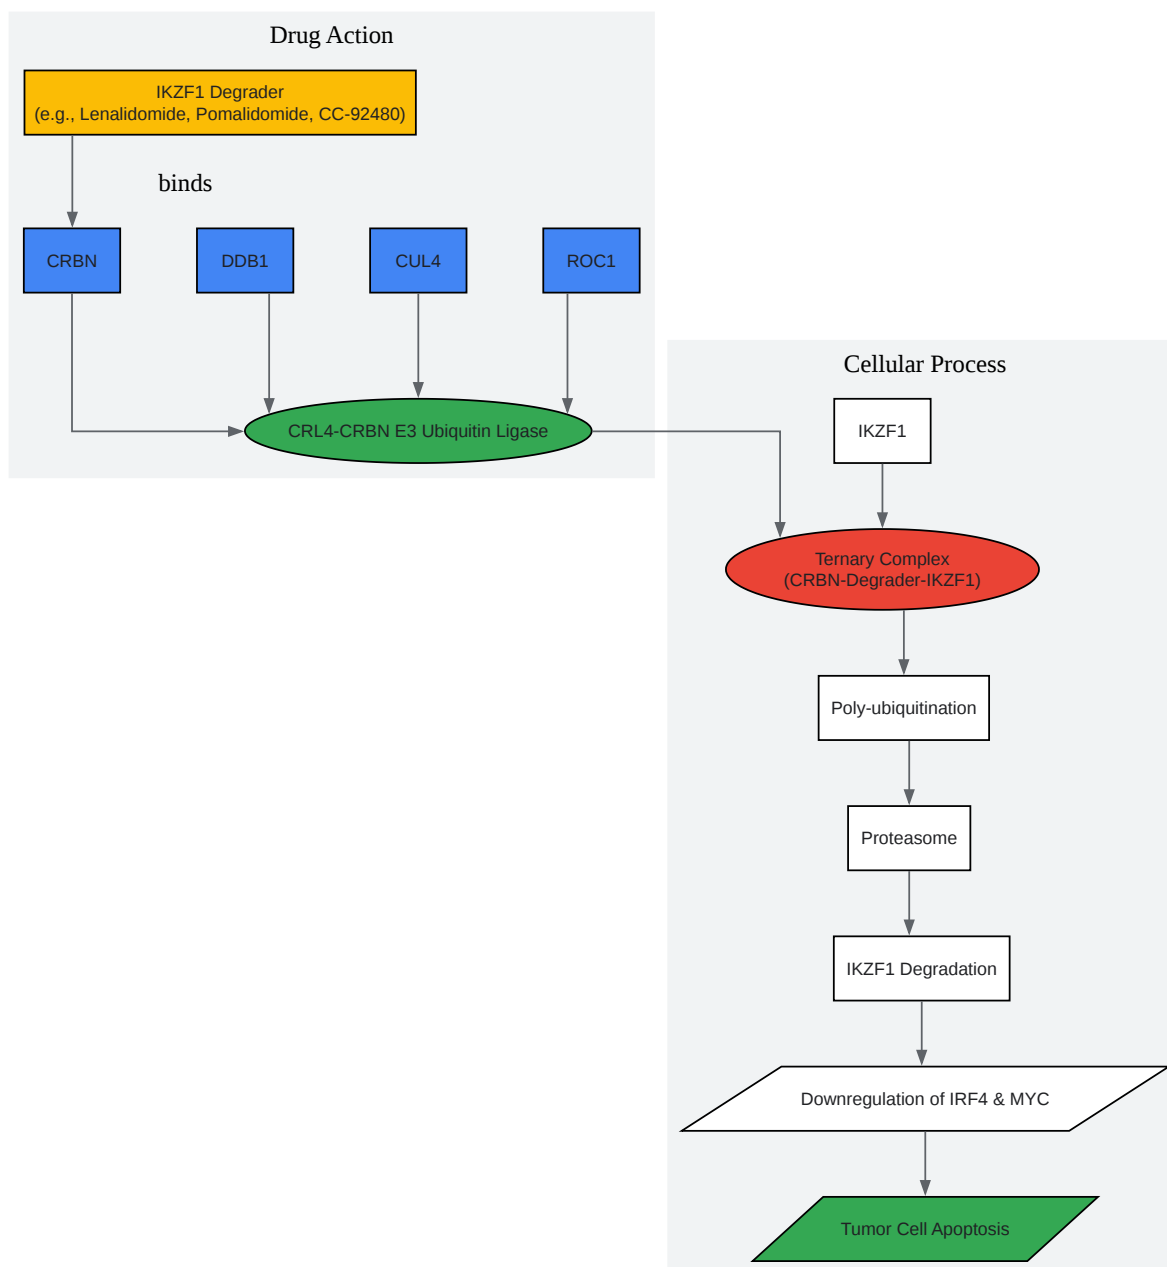 Drug Action
IKZF1 Degrader
(e.g., Lenalidomide, Pomalidomide, CC-92480)
binds
CRBN
DDB1
CUL4
ROC1
CRL4-CRBN E3 Ubiquitin Ligase
Cellular Process
IKZF1
Ternary Complex
(CRBN-Degrader-IKZF1)
Poly-ubiquitination
Proteasome
IKZF1 Degradation
Downregulation of IRF4 & MYC
Tumor Cell Apoptosis